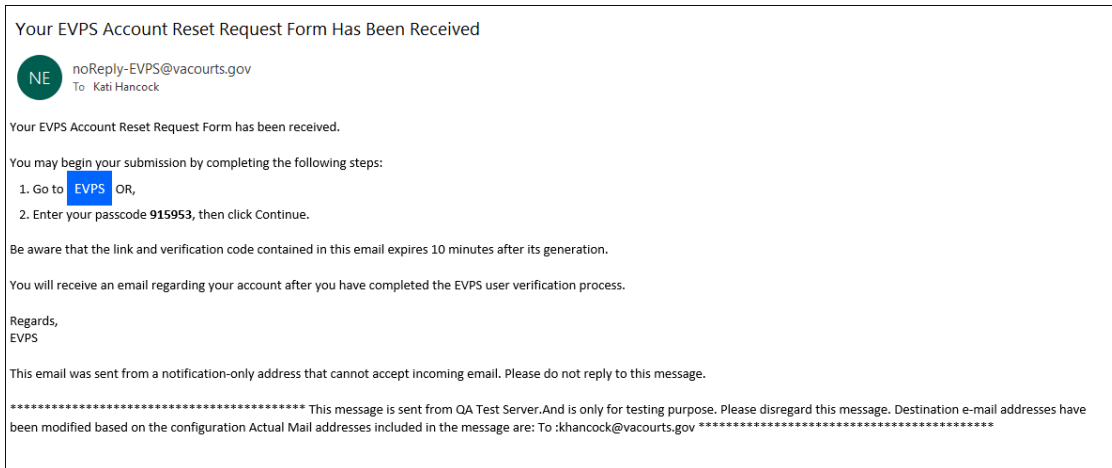 Your EVPS Account Reset Request Form Has Been Received
NE
noReply-EVPS@vacourts.gov
To Kati Hancock
Your EVPS Account Reset Request Form has been received.
You may begin your submission by completing the following steps:
1. Go to EVPS OR,
2. Enter your passcode 915953, then click Continue.
Be aware that the link and verification code contained in this email expires 10 minutes after its generation.
You will receive an email regarding your account after you have completed the EVPS user verification process.
Regards,
EVPS
This email was sent from a notification-only address that cannot accept incoming email. Please do not reply to this message.
******************************************* This message is sent from QA Test Server.And is only for testing purpose. Please disregard this message. Destination e-mail addresses have
been modified based on the configuration Actual Mail addresses included in the message are: To :khancock@vacourts.gov *******************************************